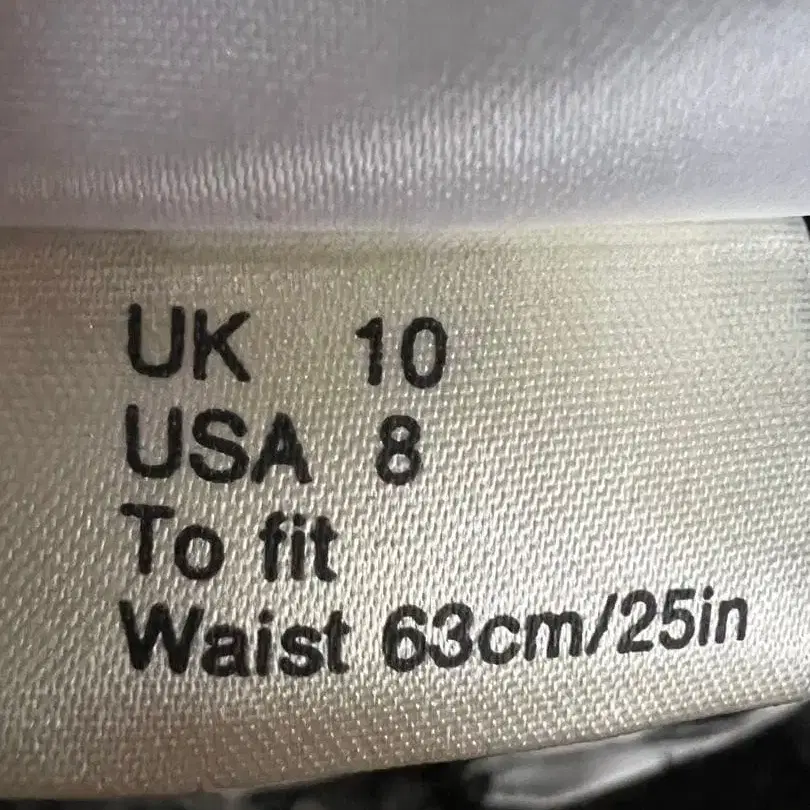 UK 10
USA 8
To fit
Waist 63cm/25in